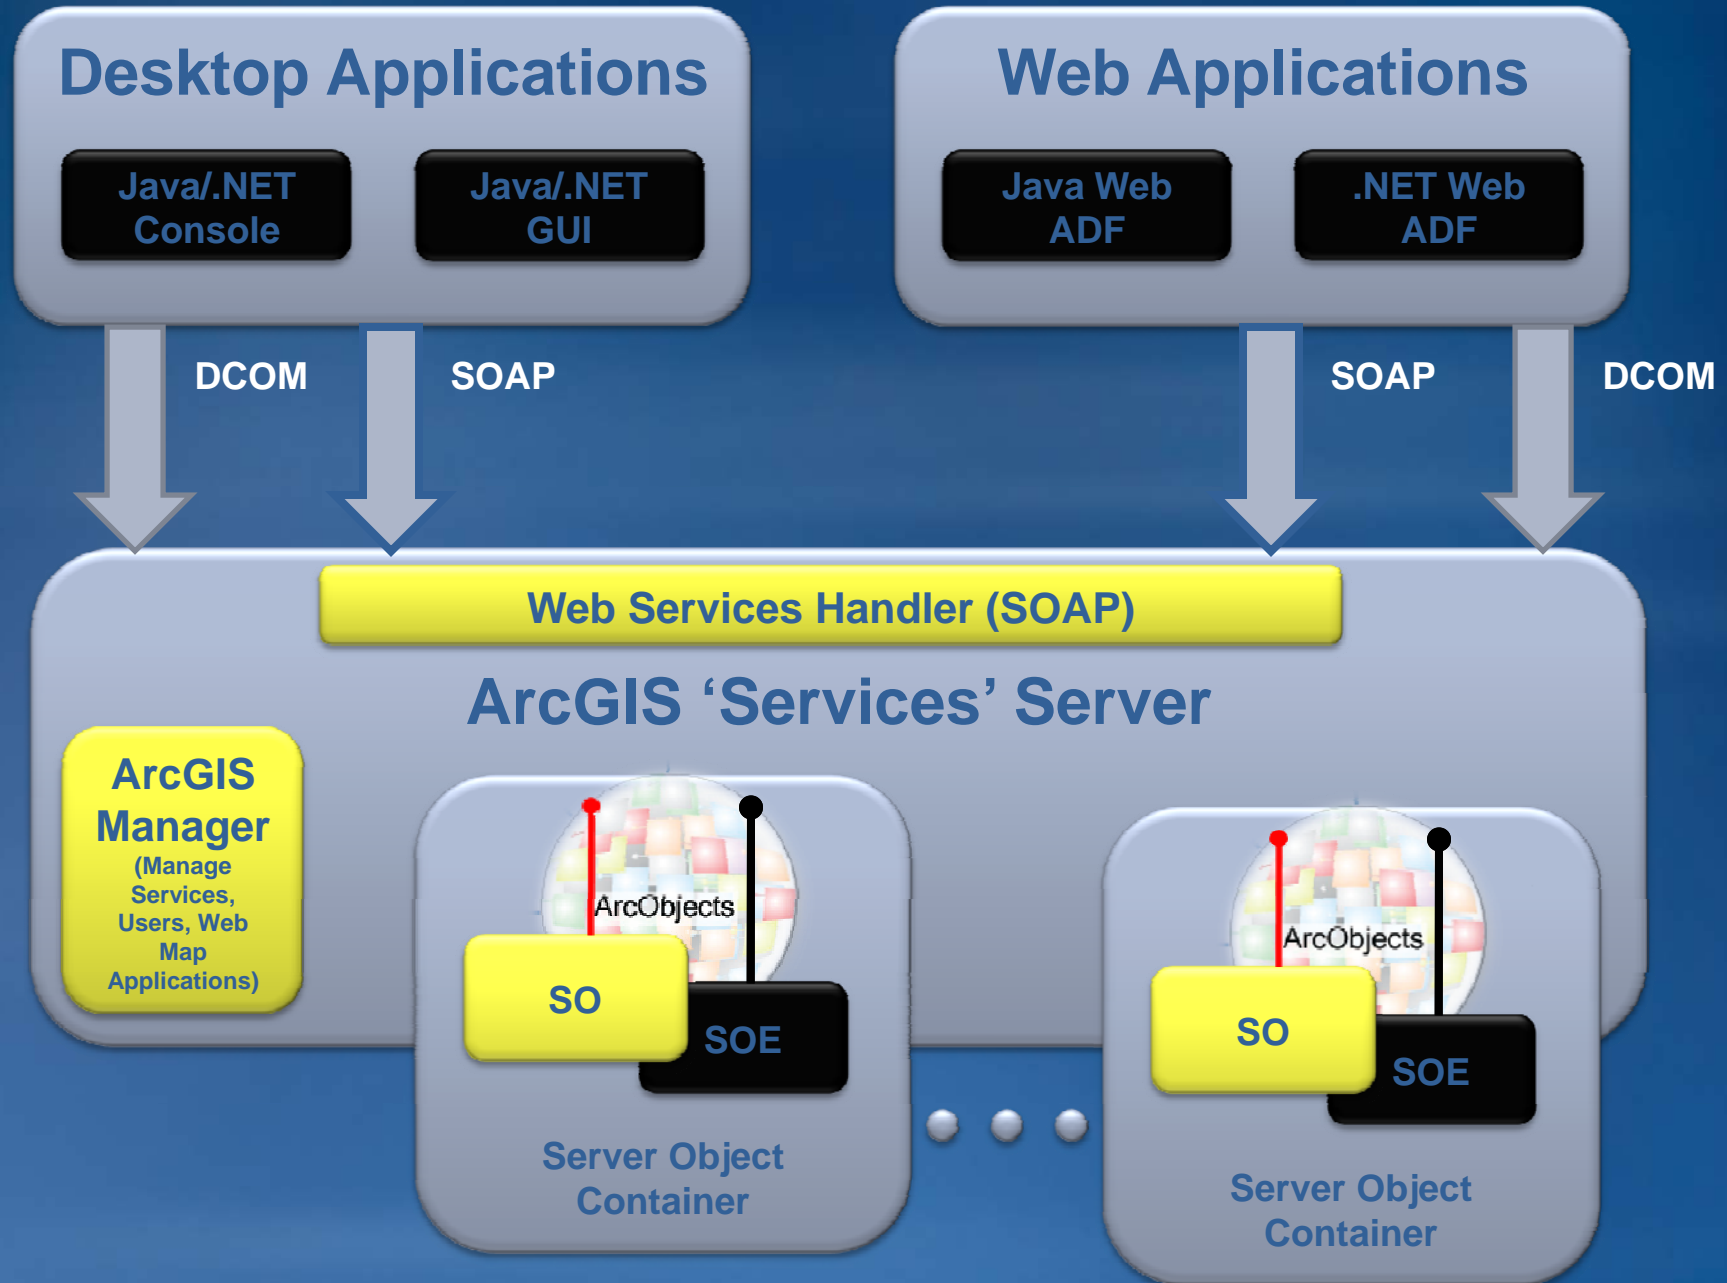 Desktop Applications
Java/.NET
Console
Java/.NET
GUI
Web Applications
Java Web
ADF
.NET Web
ADF
DCOM
SOAP
SOAP
DCOM
Web Services Handler (SOAP)
ArcGIS ‘Services’ Server
ArcGIS
Manager
(Manage
Services,
Users, Web
Map
Applications)
ArcObjects
SO
SOE
Server Object
Container
ArcObjects
SO
SOE
Server Object
Container